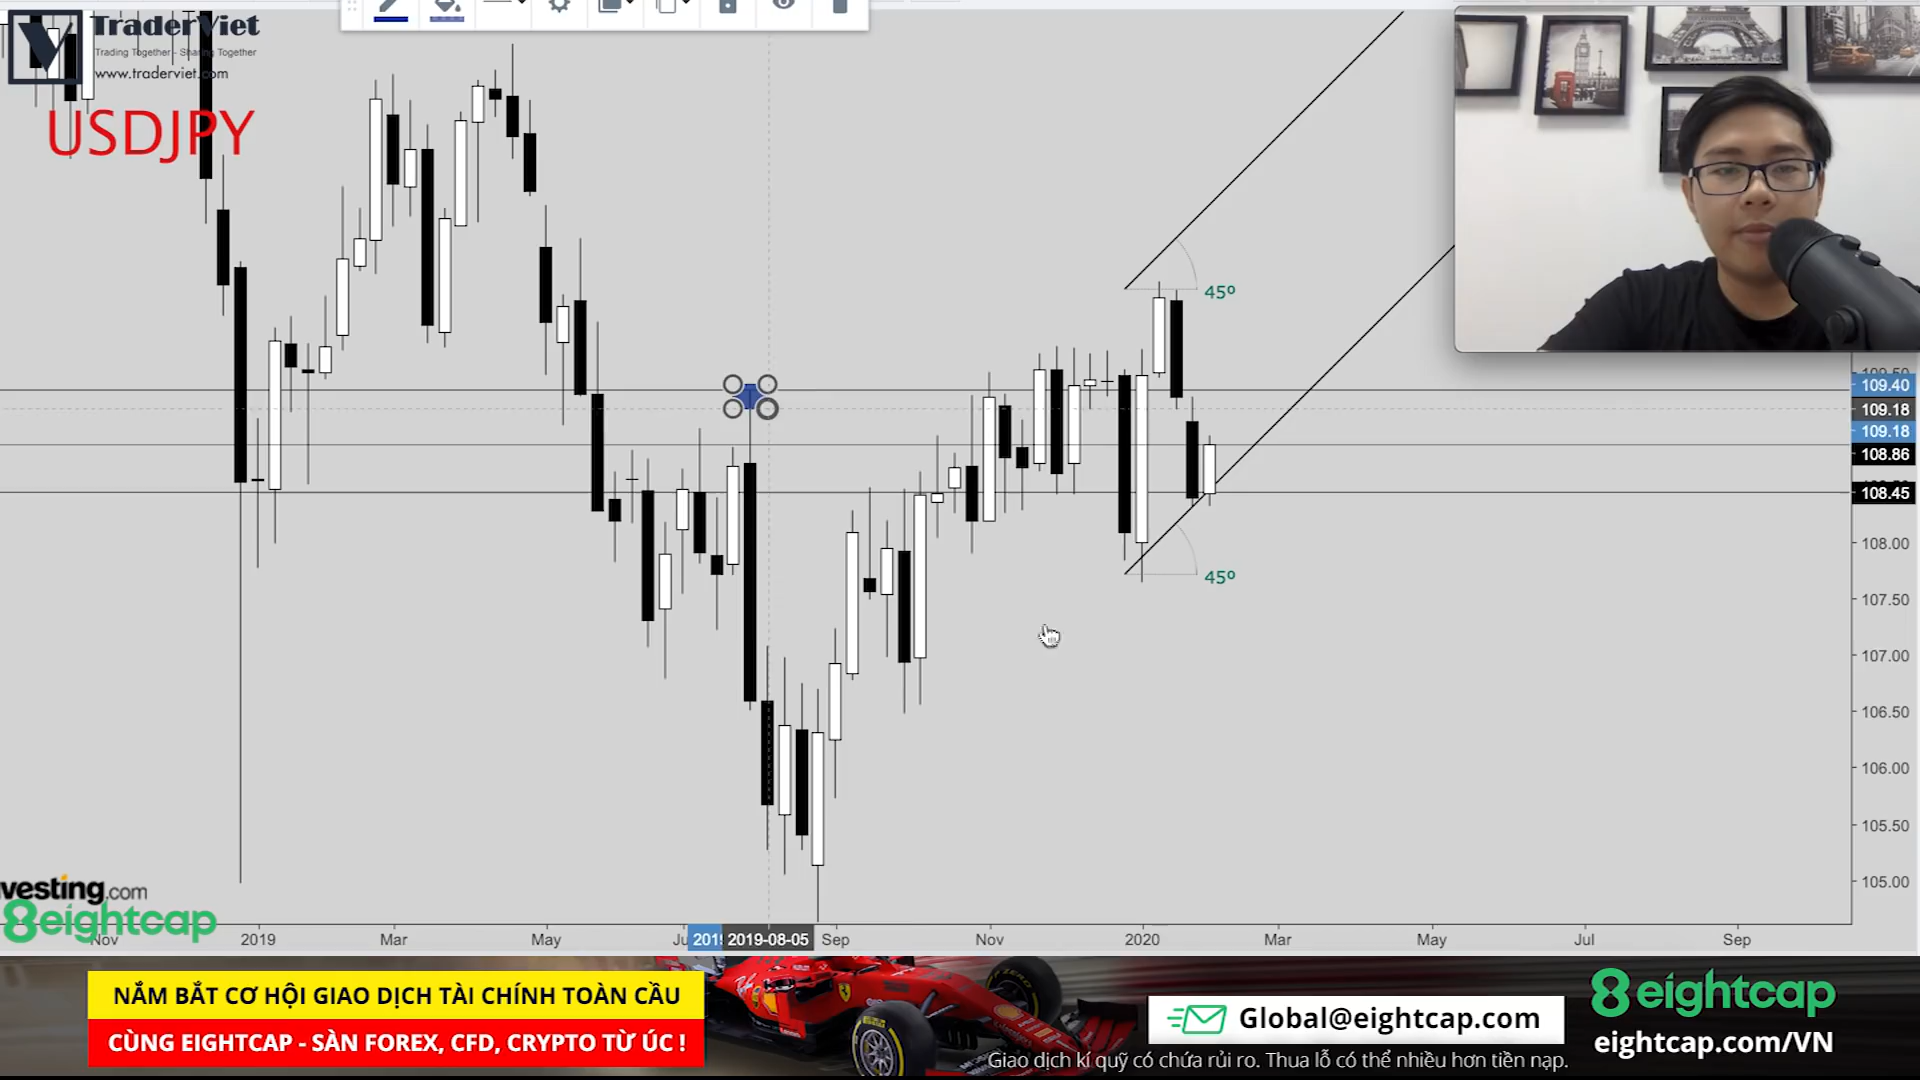 TraderViet
Trading Together - Sharing Together
www.traderviet.com
USDJPY
45º
45º
109.50
109.40
109.18
109.18
108.86
108.45
108.00
107.50
107.00
106.50
106.00
105.50
105.00
vesting.com
8eightcap
Nov
2019
Mar
May
2019-08-05
Sep
Nov
2020
Mar
May
Jul
Sep
NẮM BẮT CƠ HỘI GIAO DỊCH TÀI CHÍNH TOÀN CẦU
CÙNG EIGHTCAP - SÀN FOREX, CFD, CRYPTO TỪ ÚC !
Global@eightcap.com
Giao dịch kí quỹ có chứa rủi ro. Thua lỗ có thể nhiều hơn tiền nạp.
8eightcap
eightcap.com/VN